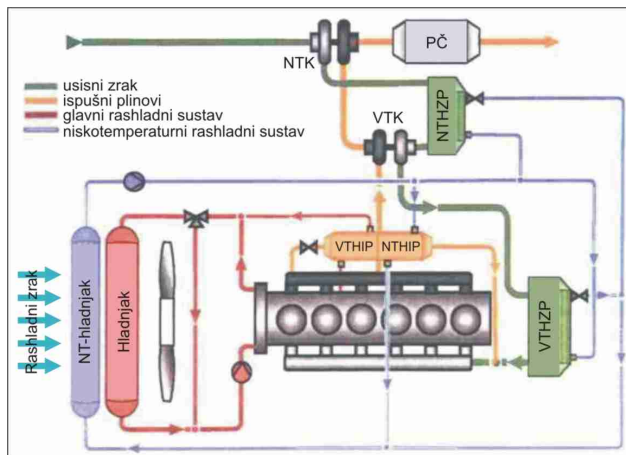 PČ
NTK
usisni zrak
ispušni plinovi
glavni rashladni sustav
niskotemperaturni rashladni sustav
NTHZP
VTK
VTHIP NTHIP
Rashladni zrak
NT-hladnjak
Hladnjak
VTHZP